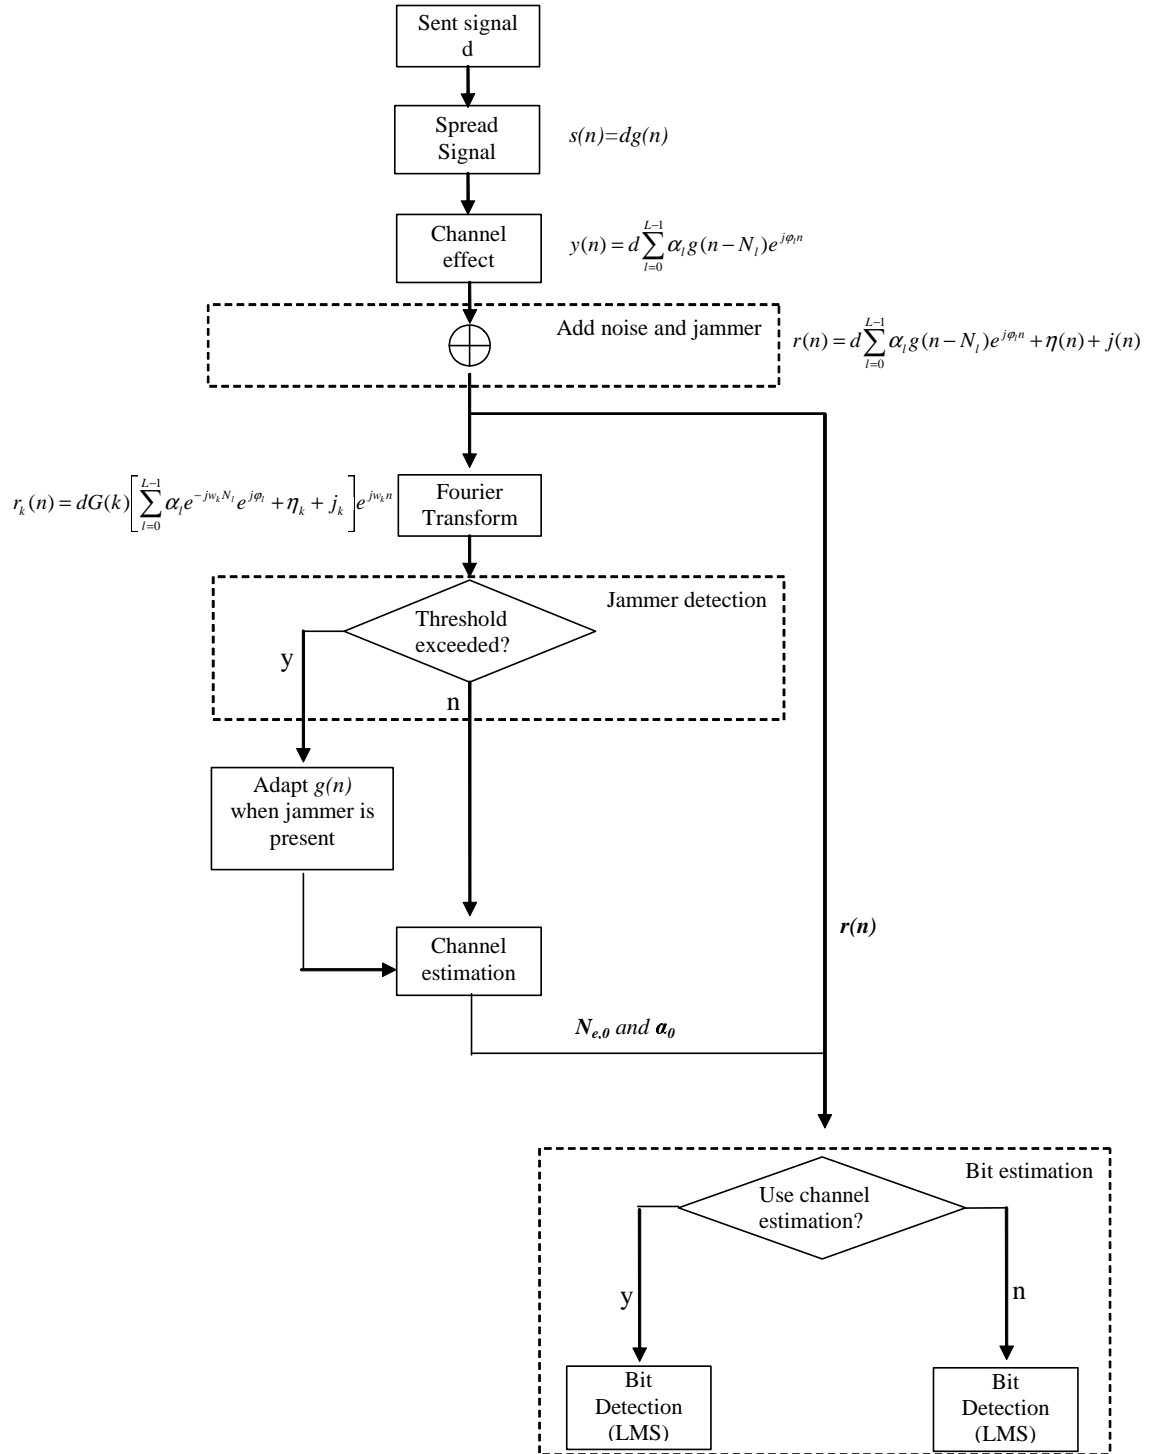 Sent signal
d
Spread
Signal
s(n)=dg(n)
Channel
effect
y(n) = d∑_{l=0}^{L-1} α_l g(n − N_l)e^{jφ_l n}
Add noise and jammer
r(n) = d∑_{l=0}^{L-1} α_l g(n − N_l)e^{jφ_l n} + η(n) + j(n)
r_k(n) = dG(k)[∑_{l=0}^{L-1} α_l e^{-jw_k N_l} e^{jφ_l} + η_k + j_k]e^{jw_k n}
Fourier
Transform
Jammer detection
Threshold
exceeded?
y
n
Adapt g(n)
when jammer is
present
Channel
estimation
r(n)
N_{e,0} and α_0
Bit estimation
Use channel
estimation?
y
n
Bit
Detection
(LMS)
Bit
Detection
(LMS)